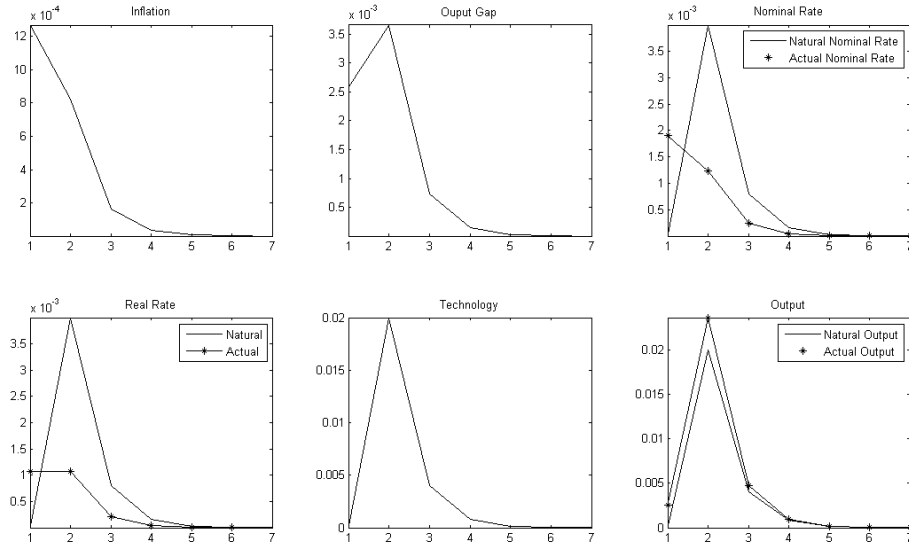 Inflation
x 10-4
12
10
8
6
4
2
1 2 3 4 5 6 7
Ouput Gap
x 10-3
3.5
3
2.5
2
1.5
1
0.5
1 2 3 4 5 6 7
Nominal Rate
x 10-3
3.5
3
2.5
2
1.5
1
0.5
Natural Nominal Rate
Actual Nominal Rate
1 2 3 4 5 6 7
Real Rate
x 10-3
3.5
3
2.5
2
1.5
1
0.5
Natural
Actual
1 2 3 4 5 6 7
Technology
0.02
0.015
0.01
0.005
0
1 2 3 4 5 6 7
Output
0.02
0.015
0.01
0.005
0
Natural Output
Actual Output
1 2 3 4 5 6 7